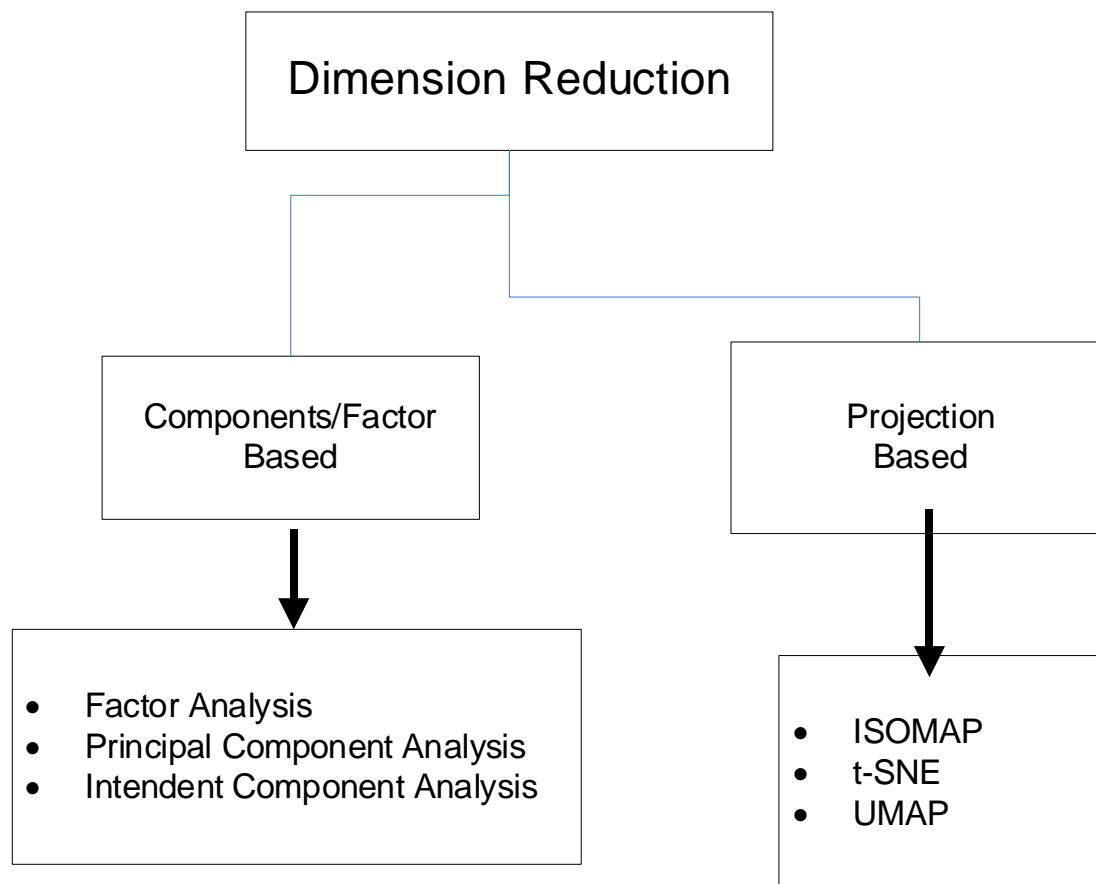 Dimension Reduction
Components/Factor
Based
Projection
Based
• Factor Analysis
• Principal Component Analysis
• Intendent Component Analysis
• ISOMAP
• t-SNE
• UMAP